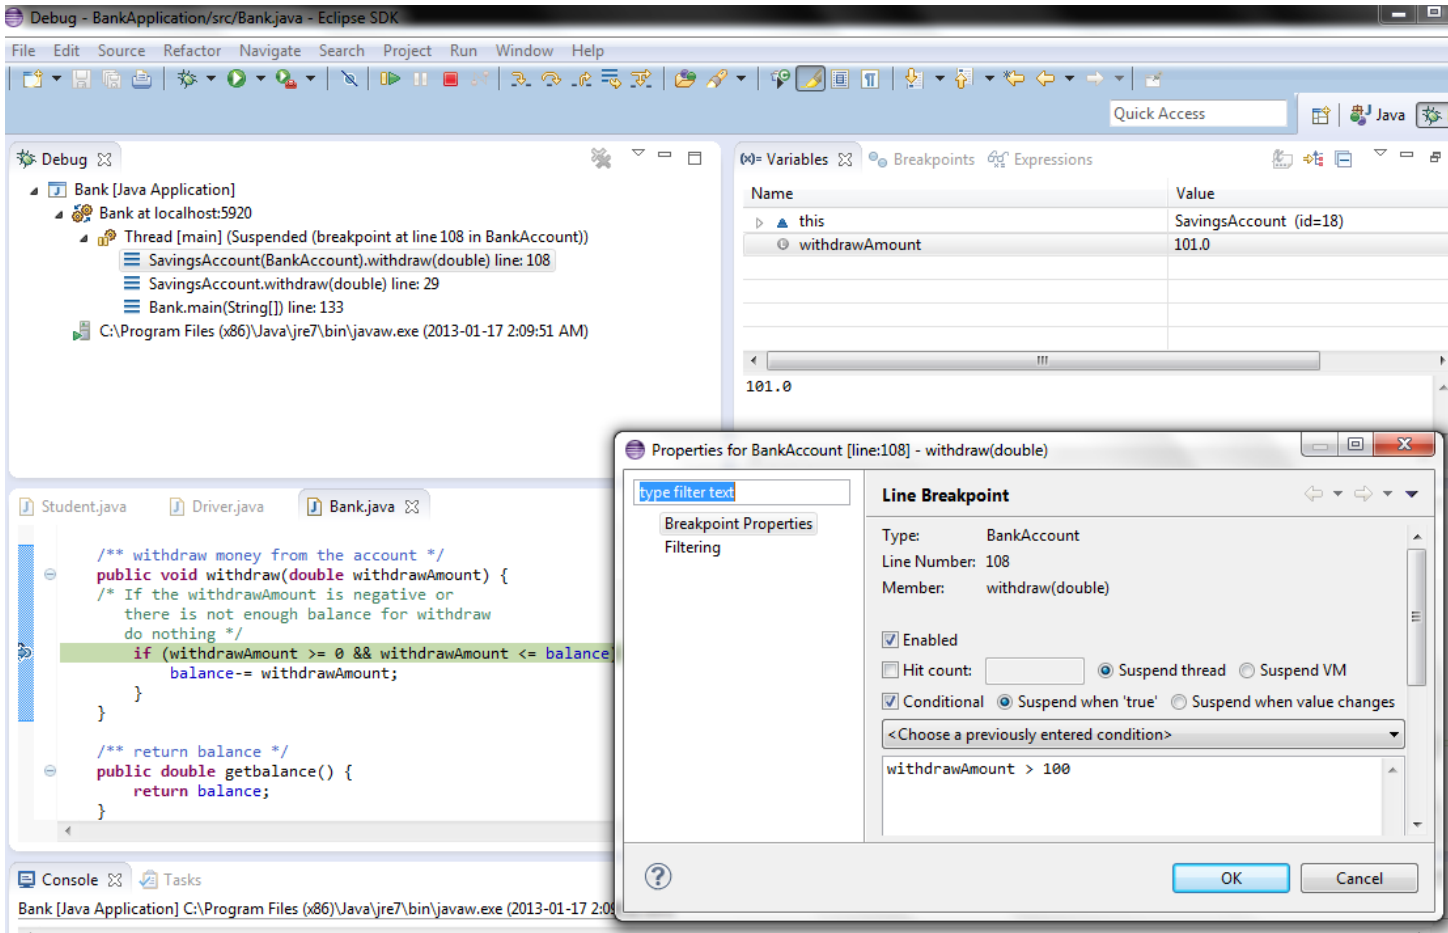 Debug - BankApplication/src/Bank.java - Eclipse SDK
File Edit Source Refactor Navigate Search Project Run Window Help
Quick Access
Java
Debug
Bank [Java Application]
Bank at localhost:5920
Thread [main] (Suspended (breakpoint at line 108 in BankAccount))
SavingsAccount(BankAccount).withdraw(double) line: 108
SavingsAccount.withdraw(double) line: 29
Bank.main(String[]) line: 133
C:\Program Files (x86)\Java\jre7\bin\javaw.exe (2013-01-17 2:09:51 AM)
(x)= Variables Breakpoints Expressions
Name Value
this SavingsAccount (id=18)
withdrawAmount 101.0
101.0
Student.java Driver.java Bank.java
/** withdraw money from the account */
public void withdraw(double withdrawAmount) {
/* If the withdrawAmount is negative or
there is not enough balance for withdraw
do nothing */
if (withdrawAmount >= 0 && withdrawAmount <= balance)
balance-= withdrawAmount;
}
}
/** return balance */
public double getbalance() {
return balance;
}
Console Tasks
Bank [Java Application] C:\Program Files (x86)\Java\jre7\bin\javaw.exe (2013-01-17 2:09
Properties for BankAccount [line:108] - withdraw(double)
type filter text
Breakpoint Properties
Filtering
Line Breakpoint
Type: BankAccount
Line Number: 108
Member: withdraw(double)
Enabled
Hit count: Suspend thread Suspend VM
Conditional Suspend when 'true' Suspend when value changes
<Choose a previously entered condition>
withdrawAmount > 100
OK Cancel